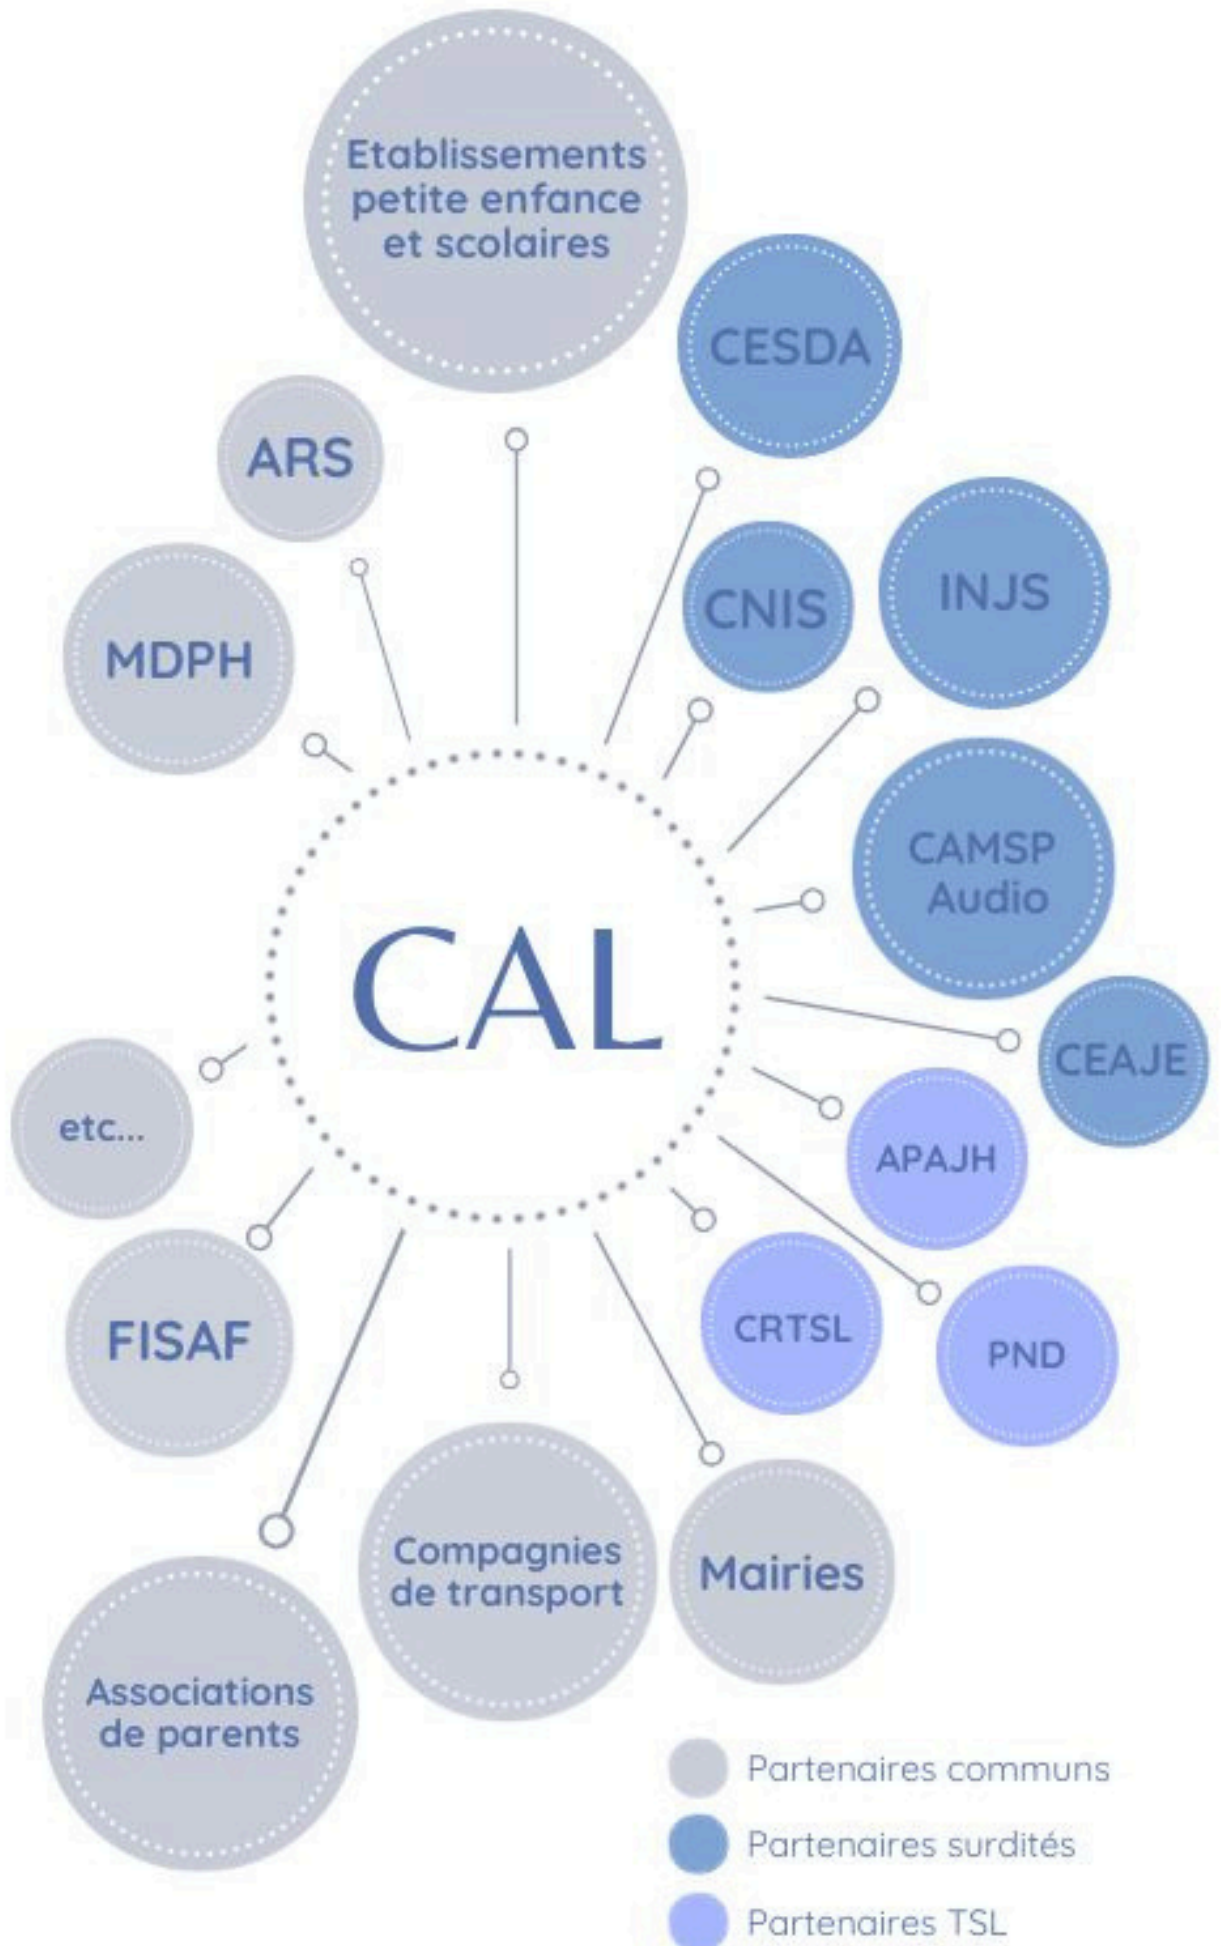 Etablissements
petite enfance
et scolaires
CESDA
ARS
CNIS
INJS
MDPH
CAMSP
Audio
CAL
CEAJE
etc...
APAJH
CRTSL
PND
FISAF
Compagnies
de transport
Mairies
Associations
de parents
Partenaires communs
Partenaires surdités
Partenaires TSL